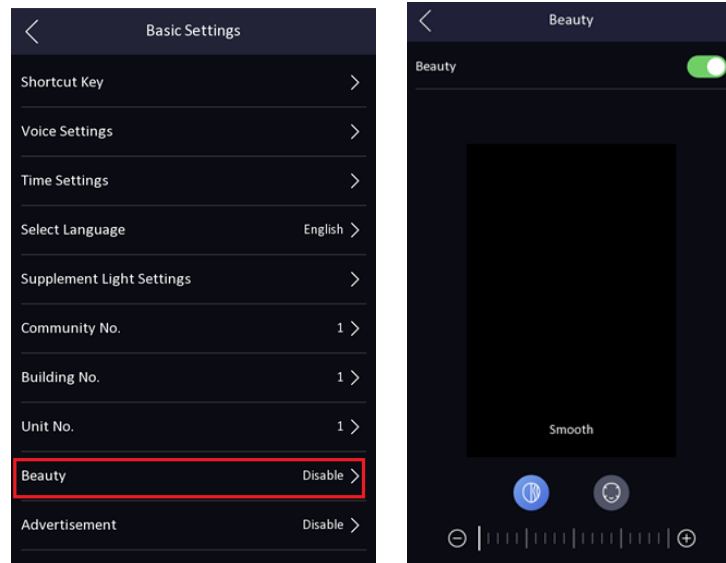 Basic Settings
Shortcut Key
Voice Settings
Time Settings
Select Language English
Supplement Light Settings
Community No. 1
Building No. 1
Unit No. 1
Beauty Disable
Advertisement Disable
Beauty
Beauty
Smooth